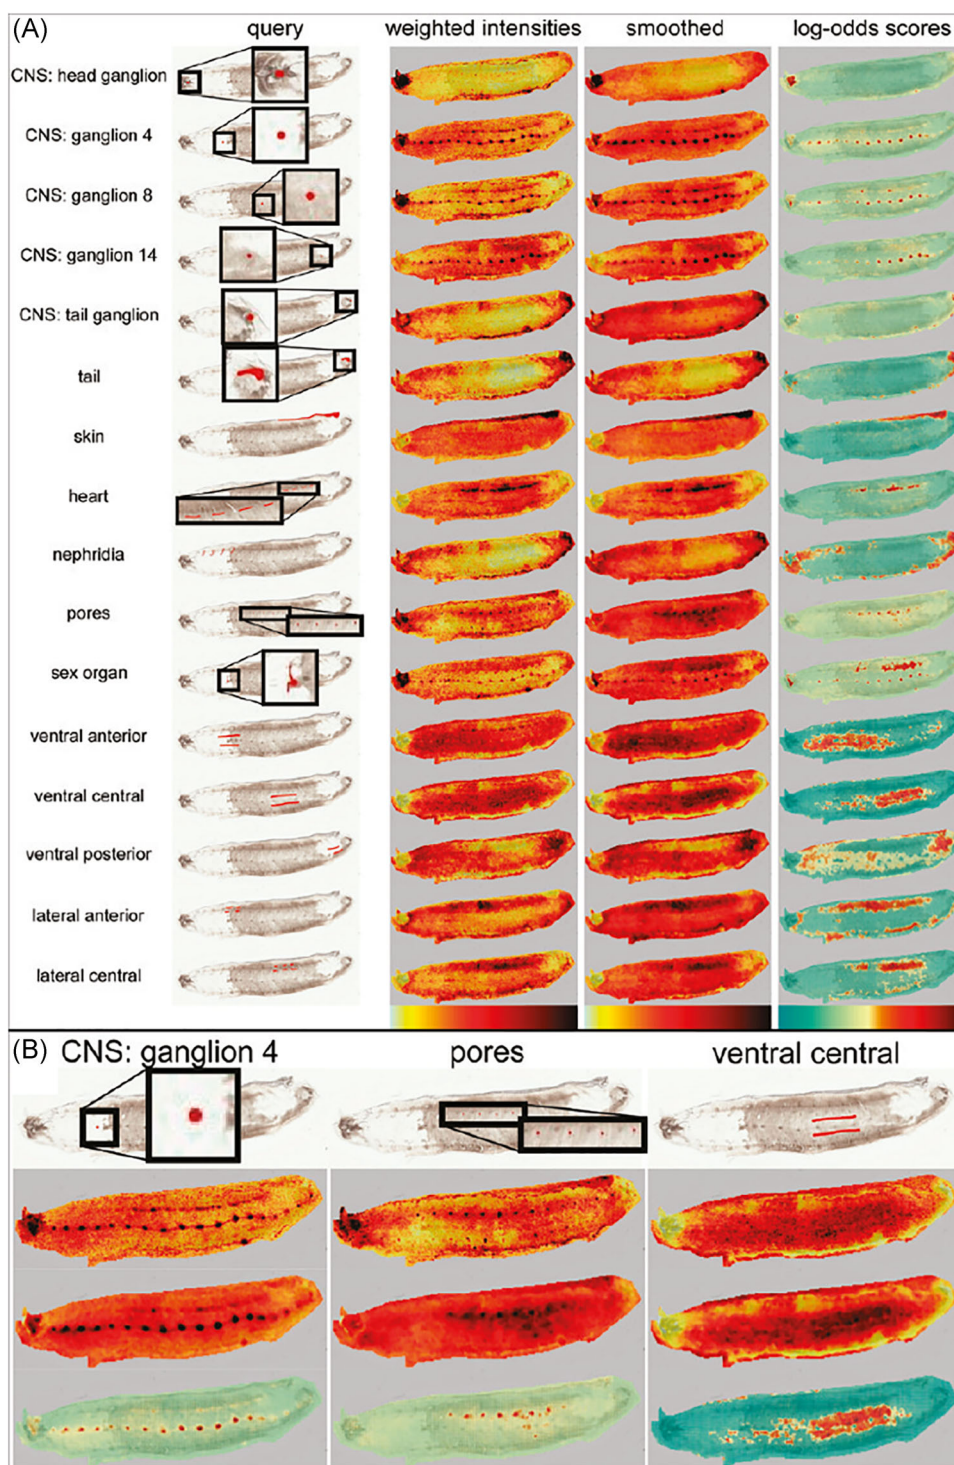 (A)
query weighted intensities smoothed log-odds scores
CNS: head ganglion
CNS: ganglion 4
CNS: ganglion 8
CNS: ganglion 14
CNS: tail ganglion
tail
skin
heart
nephridia
pores
sex organ
ventral anterior
ventral central
ventral posterior
lateral anterior
lateral central
(B)
CNS: ganglion 4 pores ventral central